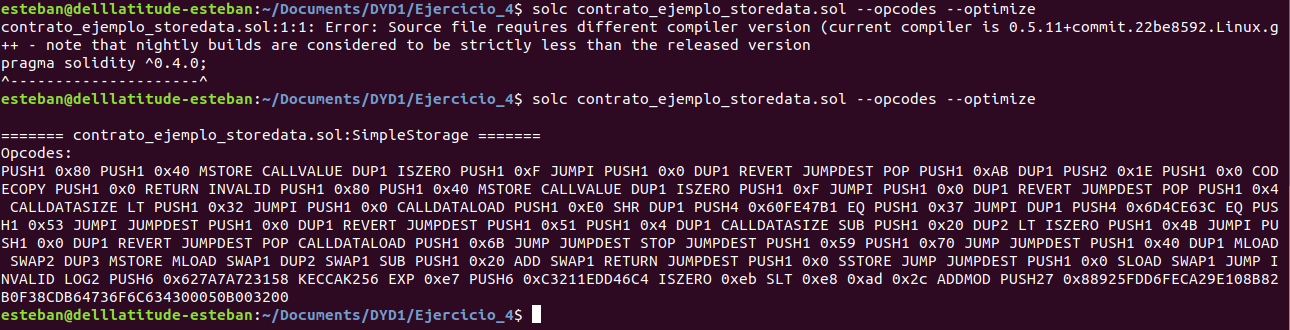 esteban@delllatitude-esteban:~/Documents/DYD1/Ejercicio_4$ solc contrato_ejemplo_storedata.sol --opcodes --optimize
contrato_ejemplo_storedata.sol:1:1: Error: Source file requires different compiler version (current compiler is 0.5.11+commit.22be8592.Linux.g
++ - note that nightly builds are considered to be strictly less than the released version
pragma solidity ^0.4.0;
^---------------------^
esteban@delllatitude-esteban:~/Documents/DYD1/Ejercicio_4$ solc contrato_ejemplo_storedata.sol --opcodes --optimize
======= contrato_ejemplo_storedata.sol:SimpleStorage =======
Opcodes:
PUSH1 0x80 PUSH1 0x40 MSTORE CALLVALUE DUP1 ISZERO PUSH1 0xF JUMPI PUSH1 0x0 DUP1 REVERT JUMPDEST POP PUSH1 0xAB DUP1 PUSH2 0x1E PUSH1 0x0 COD
ECOPY PUSH1 0x0 RETURN INVALID PUSH1 0x80 PUSH1 0x40 MSTORE CALLVALUE DUP1 ISZERO PUSH1 0xF JUMPI PUSH1 0x0 DUP1 REVERT JUMPDEST POP PUSH1 0x4
 CALLDATASIZE LT PUSH1 0x32 JUMPI PUSH1 0x0 CALLDATALOAD PUSH1 0xE0 SHR DUP1 PUSH4 0x60FE47B1 EQ PUSH1 0x37 JUMPI DUP1 PUSH4 0x6D4CE63C EQ PUS
H1 0x53 JUMPI JUMPDEST PUSH1 0x0 DUP1 REVERT JUMPDEST PUSH1 0x51 PUSH1 0x4 DUP1 CALLDATASIZE SUB PUSH1 0x20 DUP2 LT ISZERO PUSH1 0x4B JUMPI PU
SH1 0x0 DUP1 REVERT JUMPDEST POP CALLDATALOAD PUSH1 0x6B JUMP JUMPDEST STOP JUMPDEST PUSH1 0x59 PUSH1 0x70 JUMP JUMPDEST PUSH1 0x40 DUP1 MLOAD
 SWAP2 DUP3 MSTORE MLOAD SWAP1 DUP2 SWAP1 SUB PUSH1 0x20 ADD SWAP1 RETURN JUMPDEST PUSH1 0x0 SSTORE JUMP JUMPDEST PUSH1 0x0 SLOAD SWAP1 JUMP I
NVALID LOG2 PUSH6 0x627A7A723158 KECCAK256 EXP 0xe7 PUSH6 0xC3211EDD46C4 ISZERO 0xeb SLT 0xe8 0xad 0x2c ADDMOD PUSH27 0x88925FDD6FECA29E108B82
B0F38CDB64736F6C634300050B003200
esteban@delllatitude-esteban:~/Documents/DYD1/Ejercicio_4$